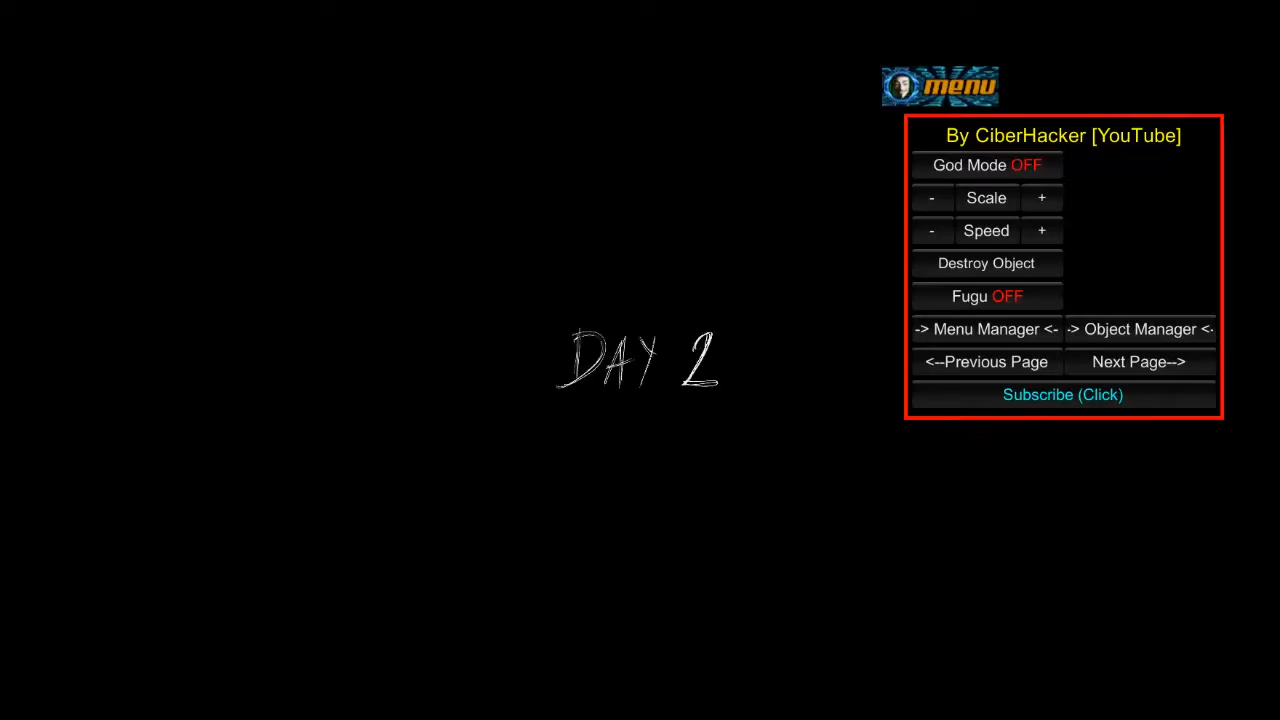 menu
By CiberHacker [YouTube]
God Mode OFF
- Scale +
- Speed +
Destroy Object
Fugu OFF
-> Menu Manager <- -> Object Manager <-
<--Previous Page Next Page-->
Subscribe (Click)
DAY 2